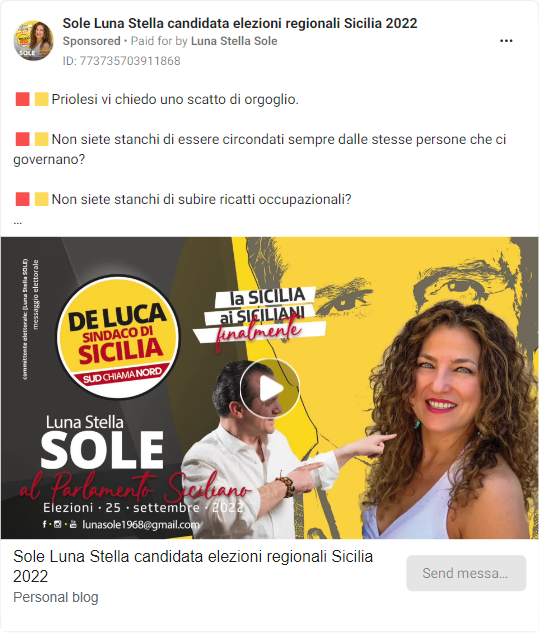 Sole Luna Stella candidata elezioni regionali Sicilia 2022
Sponsored • Paid for by Luna Stella Sole
ID: 773735703911868
Priolesi vi chiedo uno scatto di orgoglio.
Non siete stanchi di essere circondati sempre dalle stesse persone che ci
governano?
Non siete stanchi di subire ricatti occupazionali?
...
committente elettorale: (Luna Stella SOLE)
messaggio elettorale
DE LUCA
SINDACO DI
SICILIA
SUD CHIAMA NORD
la SICILIA
ai SICILIANI
finalmente
Luna Stella
SOLE
al Parlamento Siciliano
Elezioni • 25 • settembre • 2022
lunasole1968@gmail.com
Sole Luna Stella candidata elezioni regionali Sicilia
2022
Personal blog
Send messa...